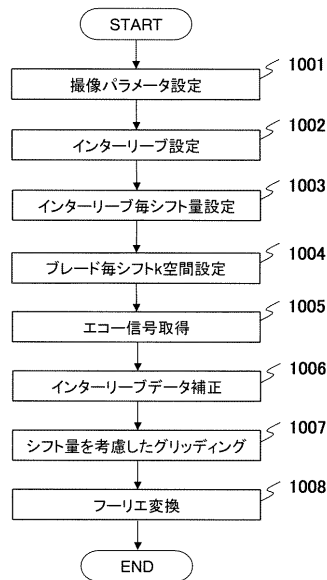 START
1001
撮像パラメータ設定
1002
インターリーブ設定
1003
インターリーブ毎シフト量設定
1004
ブレード毎シフトk空間設定
1005
エコー信号取得
1006
インターリーブデータ補正
1007
シフト量を考慮したグリッディング
1008
フーリエ変換
END